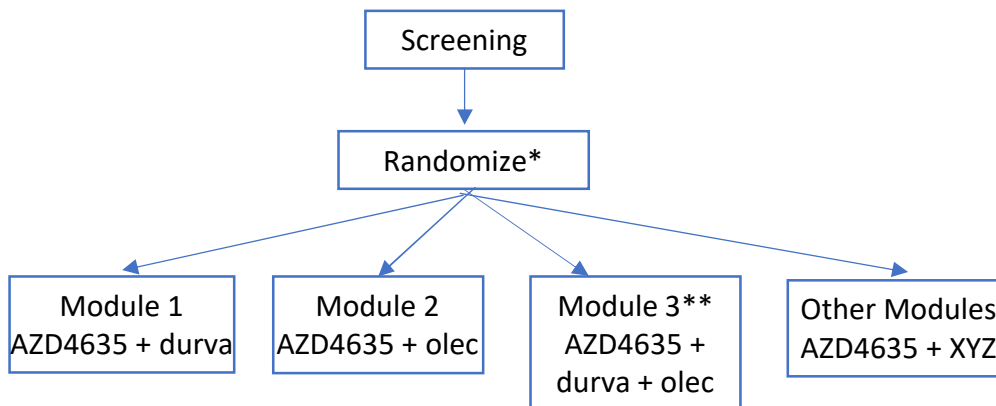 Screening
Randomize*
Module 1
AZD4635 + durva
Module 2
AZD4635 + olec
Module 3**
AZD4635 +
durva + olec
Other Modules
AZD4635 + XYZ